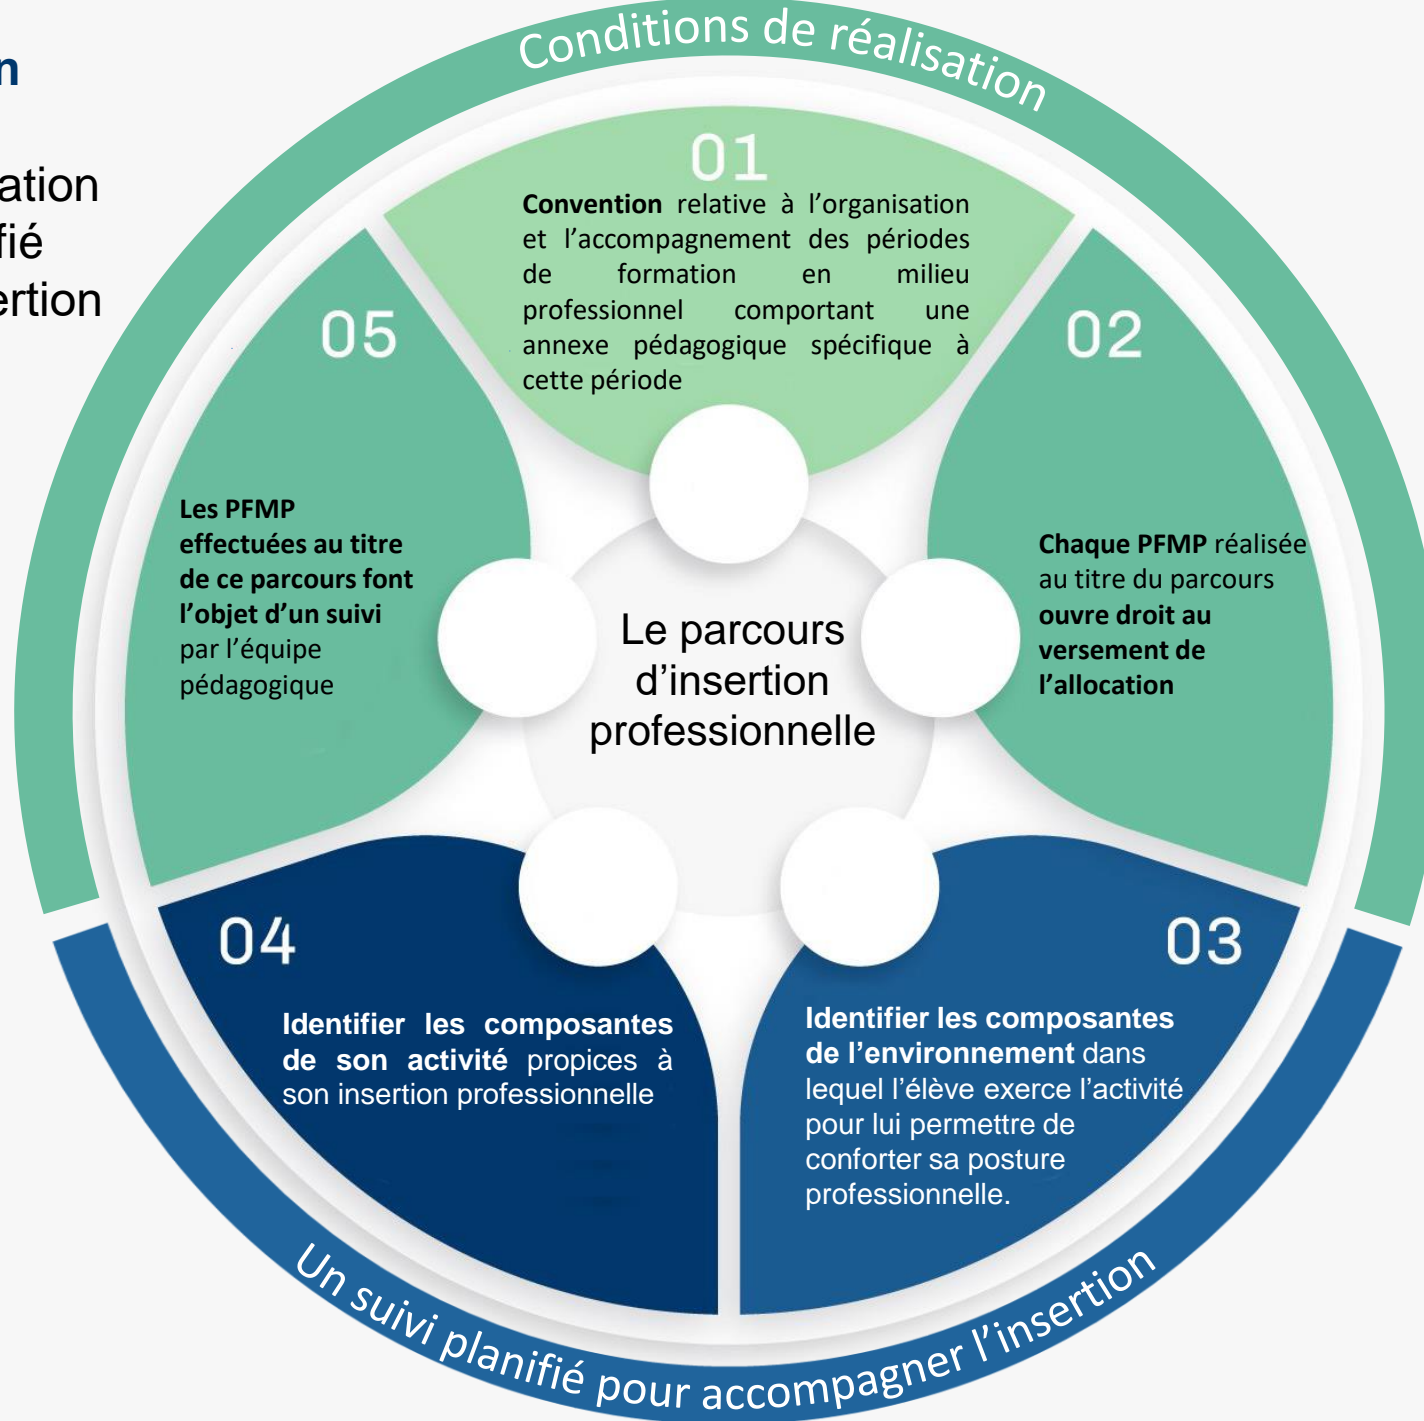 n
ation
fié
ertion
Conditions de réalisation
01
Convention relative à l’organisation
et l’accompagnement des périodes
de formation en milieu
professionnel comportant une
annexe pédagogique spécifique à
cette période
02
Chaque PFMP réalisée
au titre du parcours
ouvre droit au
versement de
l’allocation
03
Identifier les composantes
de l’environnement dans
lequel l’élève exerce l’activité
pour lui permettre de
conforter sa posture
professionnelle.
04
Identifier les composantes
de son activité propices à
son insertion professionnelle
05
Les PFMP
effectuées au titre
de ce parcours font
l’objet d’un suivi
par l’équipe
pédagogique
Le parcours
d’insertion
professionnelle
Un suivi planifié pour accompagner l’insertion